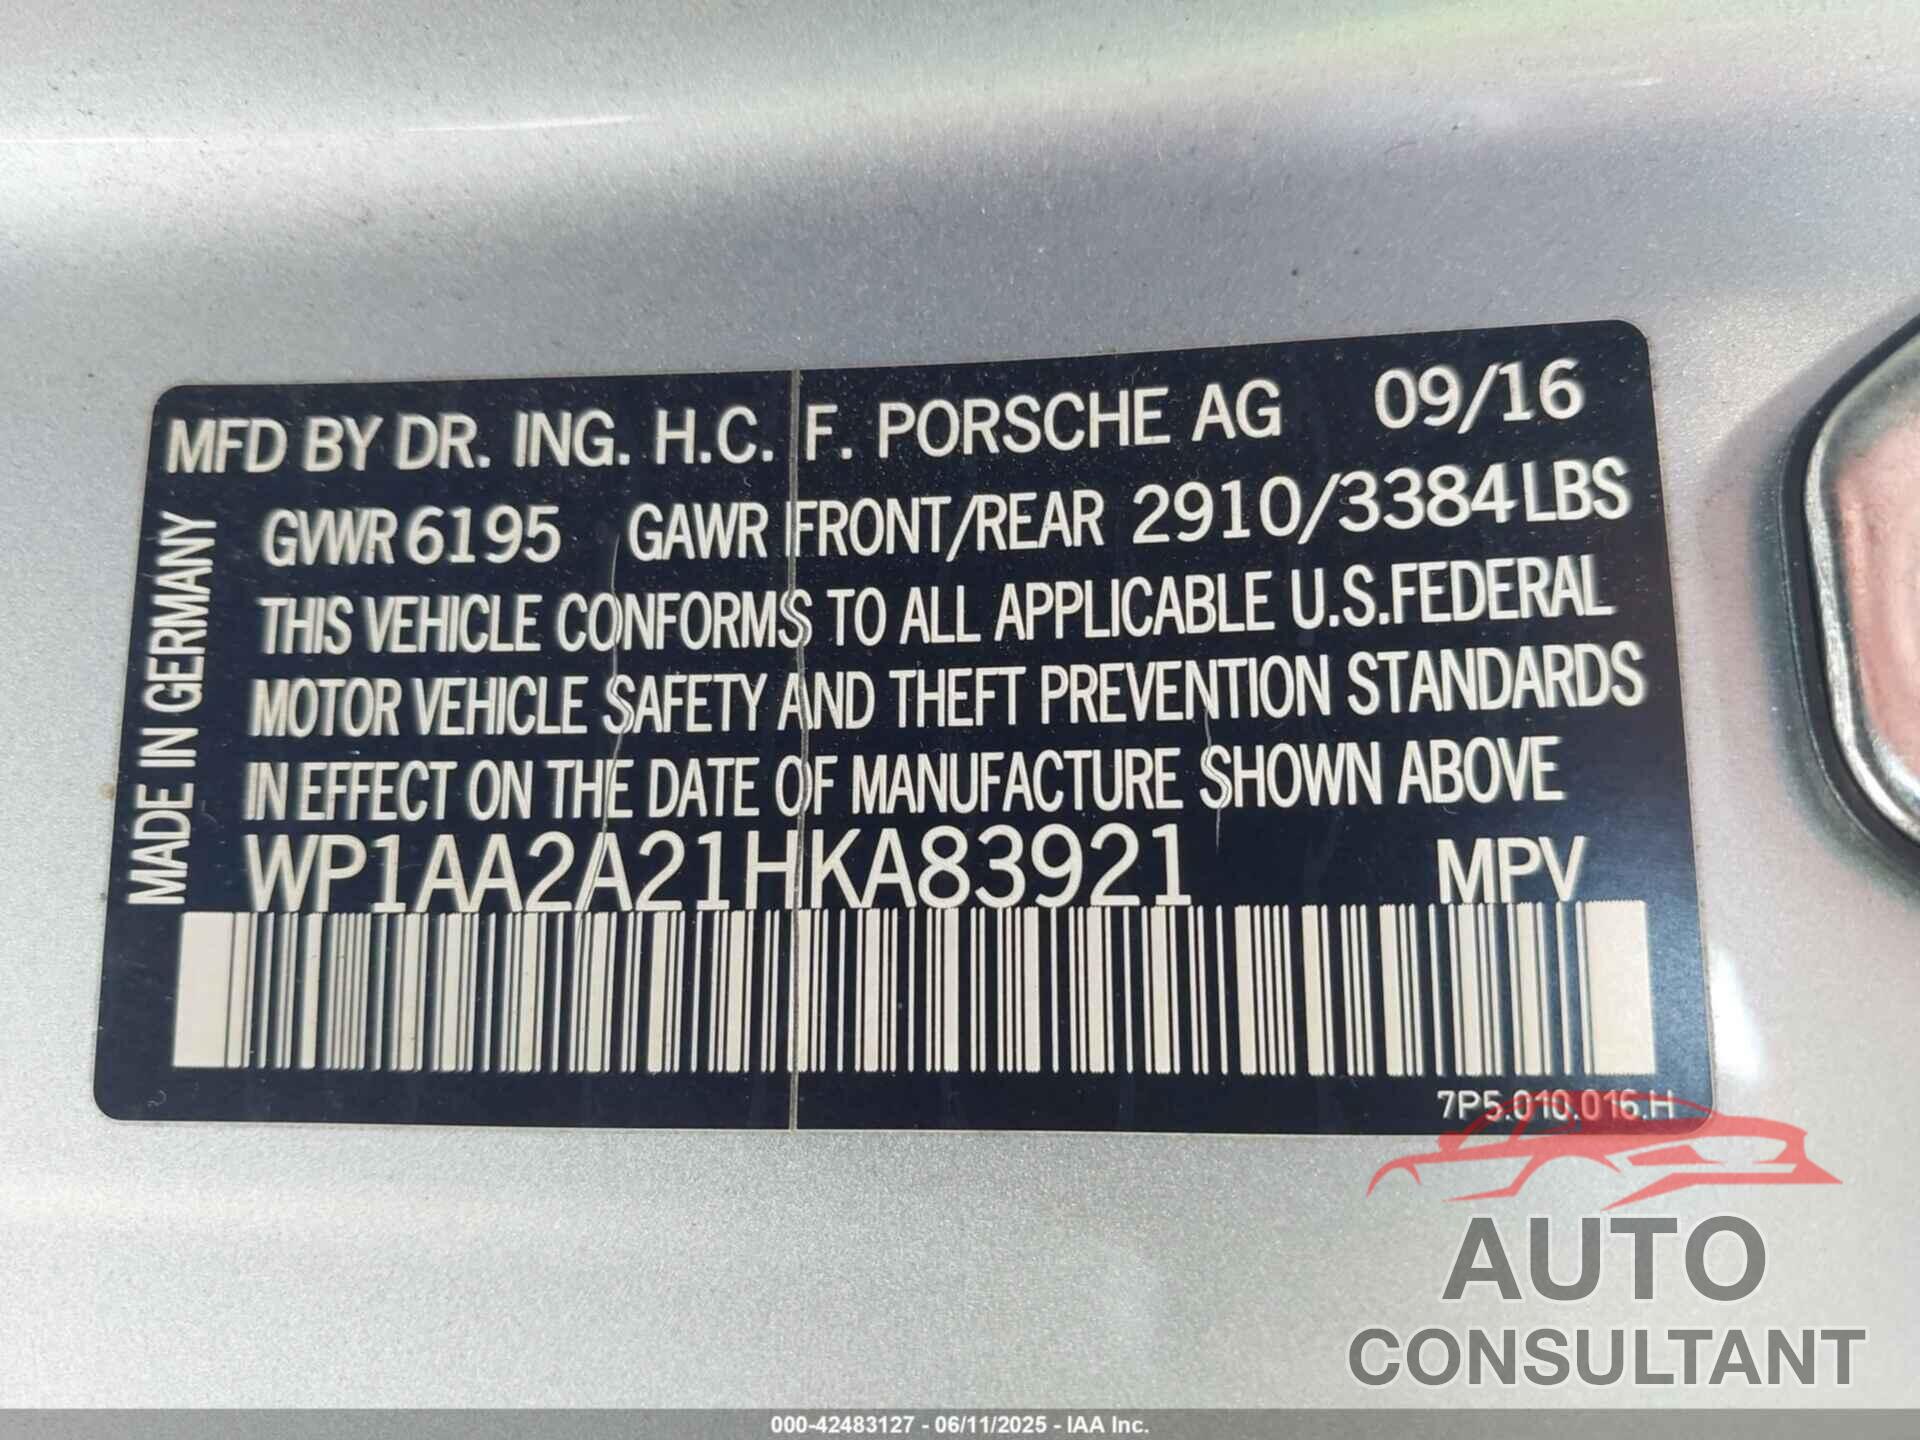 MFD BY DR. ING. H.C. F. PORSCHE AG 09/16
GVWR 6195 GAWR FRONT/REAR 2910/3384 LBS
THIS VEHICLE CONFORMS TO ALL APPLICABLE U.S.FEDERAL
MOTOR VEHICLE SAFETY AND THEFT PREVENTION STANDARDS
IN EFFECT ON THE DATE OF MANUFACTURE SHOWN ABOVE
WP1AA2A21HKA83921 MPV
MADE IN GERMANY
7P5.010.016.H
AUTO
CONSULTANT
000-42483127 - 06/11/2025 - IAA Inc.